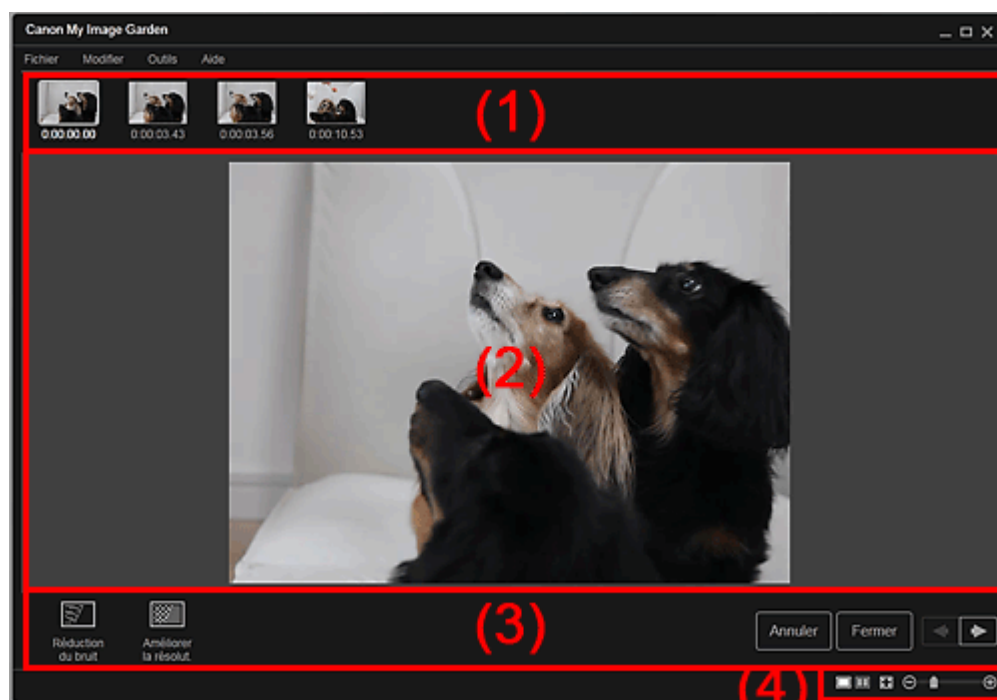 Canon My Image Garden
Fichier Modifier Outils Aide
(1)
0:00:00.00 0:00:03.43 0:00:03.56 0:00:10.53
(2)
(3)
Réduction
du bruit
Améliorer
la résolut.
Annuler Fermer
(4)